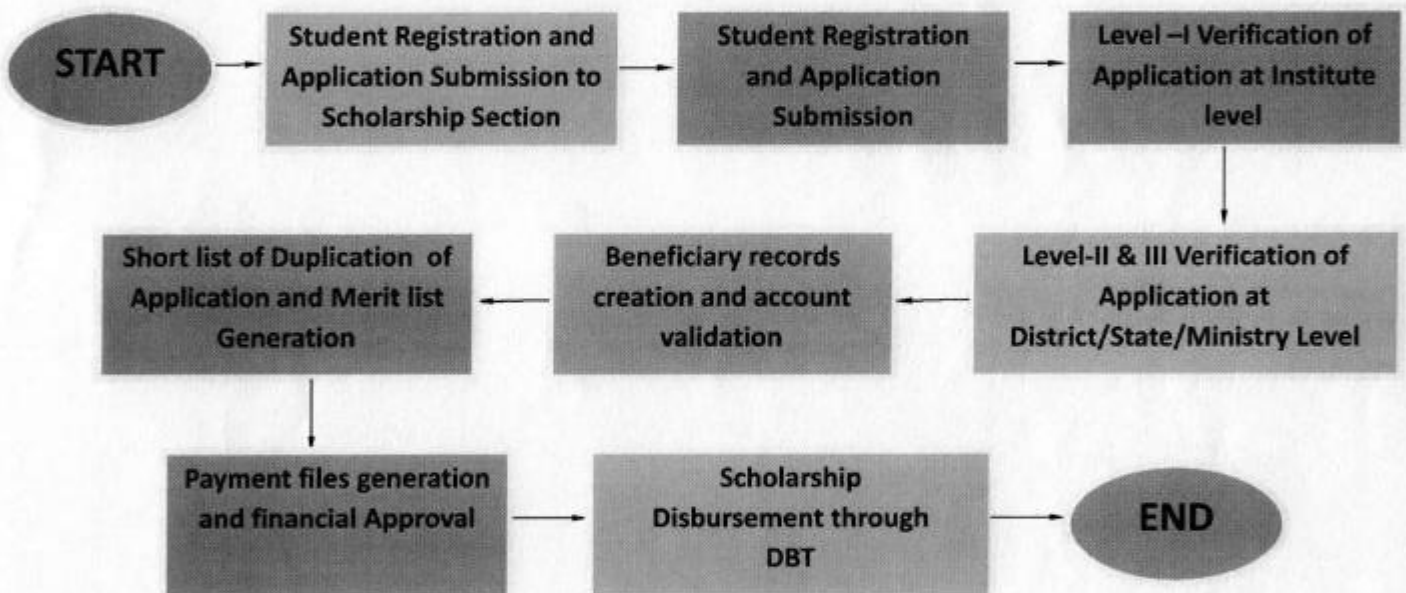 START
Student Registration and
Application Submission to
Scholarship Section
Student Registration
and Application
Submission
Level –I Verification of
Application at Institute
level
Level-II & III Verification of
Application at
District/State/Ministry Level
Beneficiary records
creation and account
validation
Short list of Duplication of
Application and Merit list
Generation
Payment files generation
and financial Approval
Scholarship
Disbursement through
DBT
END